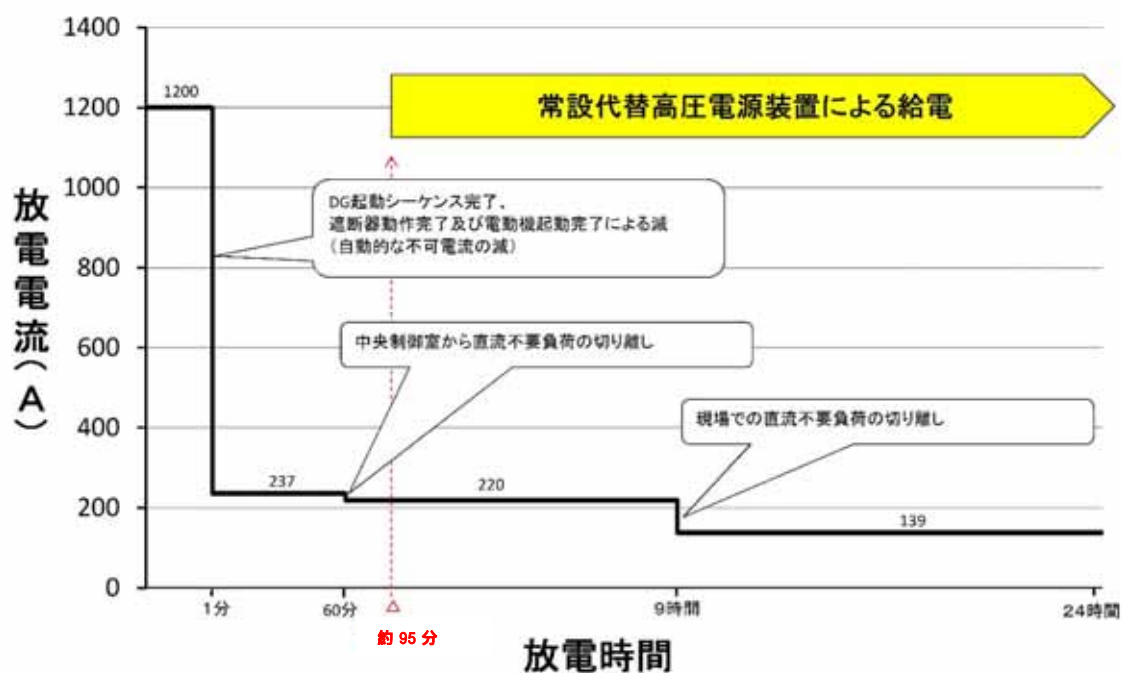 1400
1200
1000
800
600
400
200
0
放電電流(A)
1200
常設代替高圧電源装置による給電
DG起動シーケンス完了、
遮断器動作完了及び電動機起動完了による減
(自動的な不可電流の減)
中央制御室から直流不要負荷の切り離し
現場での直流不要負荷の切り離し
237
220
139
1分
60分
9時間
24時間
約 95 分
放電時間